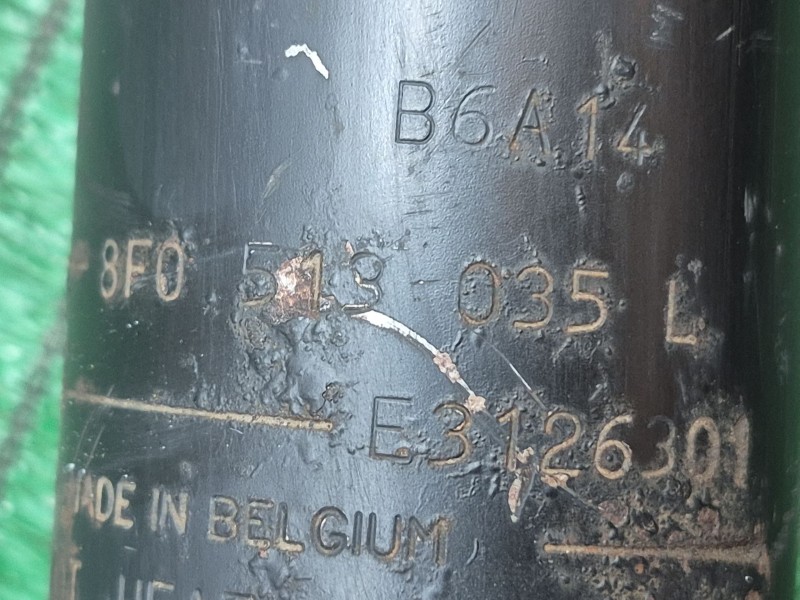 B6A14
8F0 513 035 L
E3126301
MADE IN BELGIUM